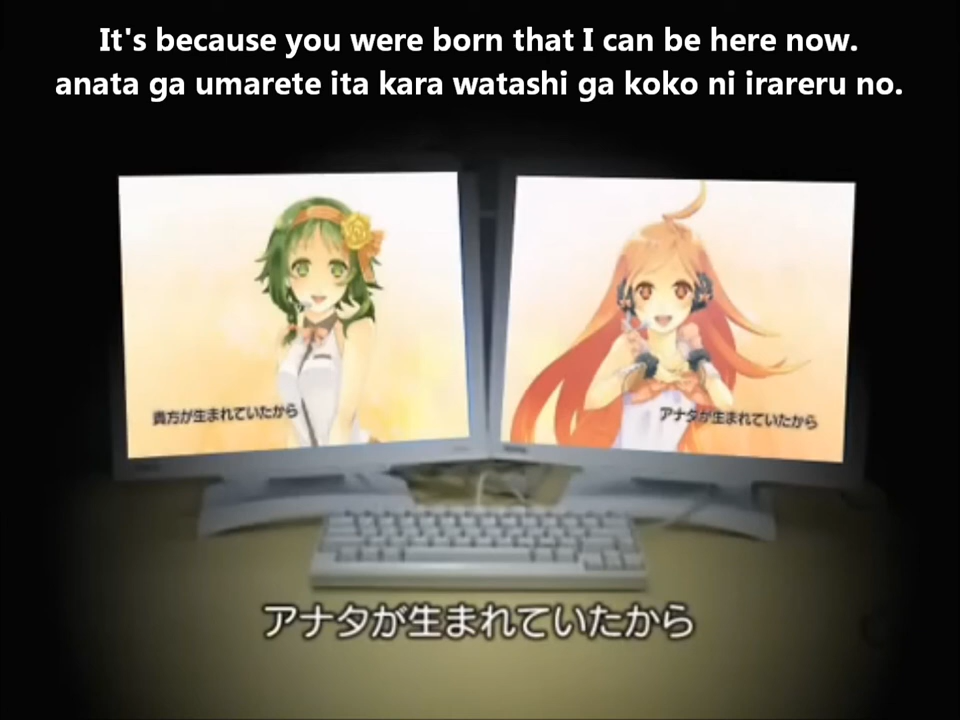 It's because you were born that I can be here now.
anata ga umarete ita kara watashi ga koko ni irareru no.
貴方が生まれていたから
アナタが生まれていたから
アナタが生まれていたから